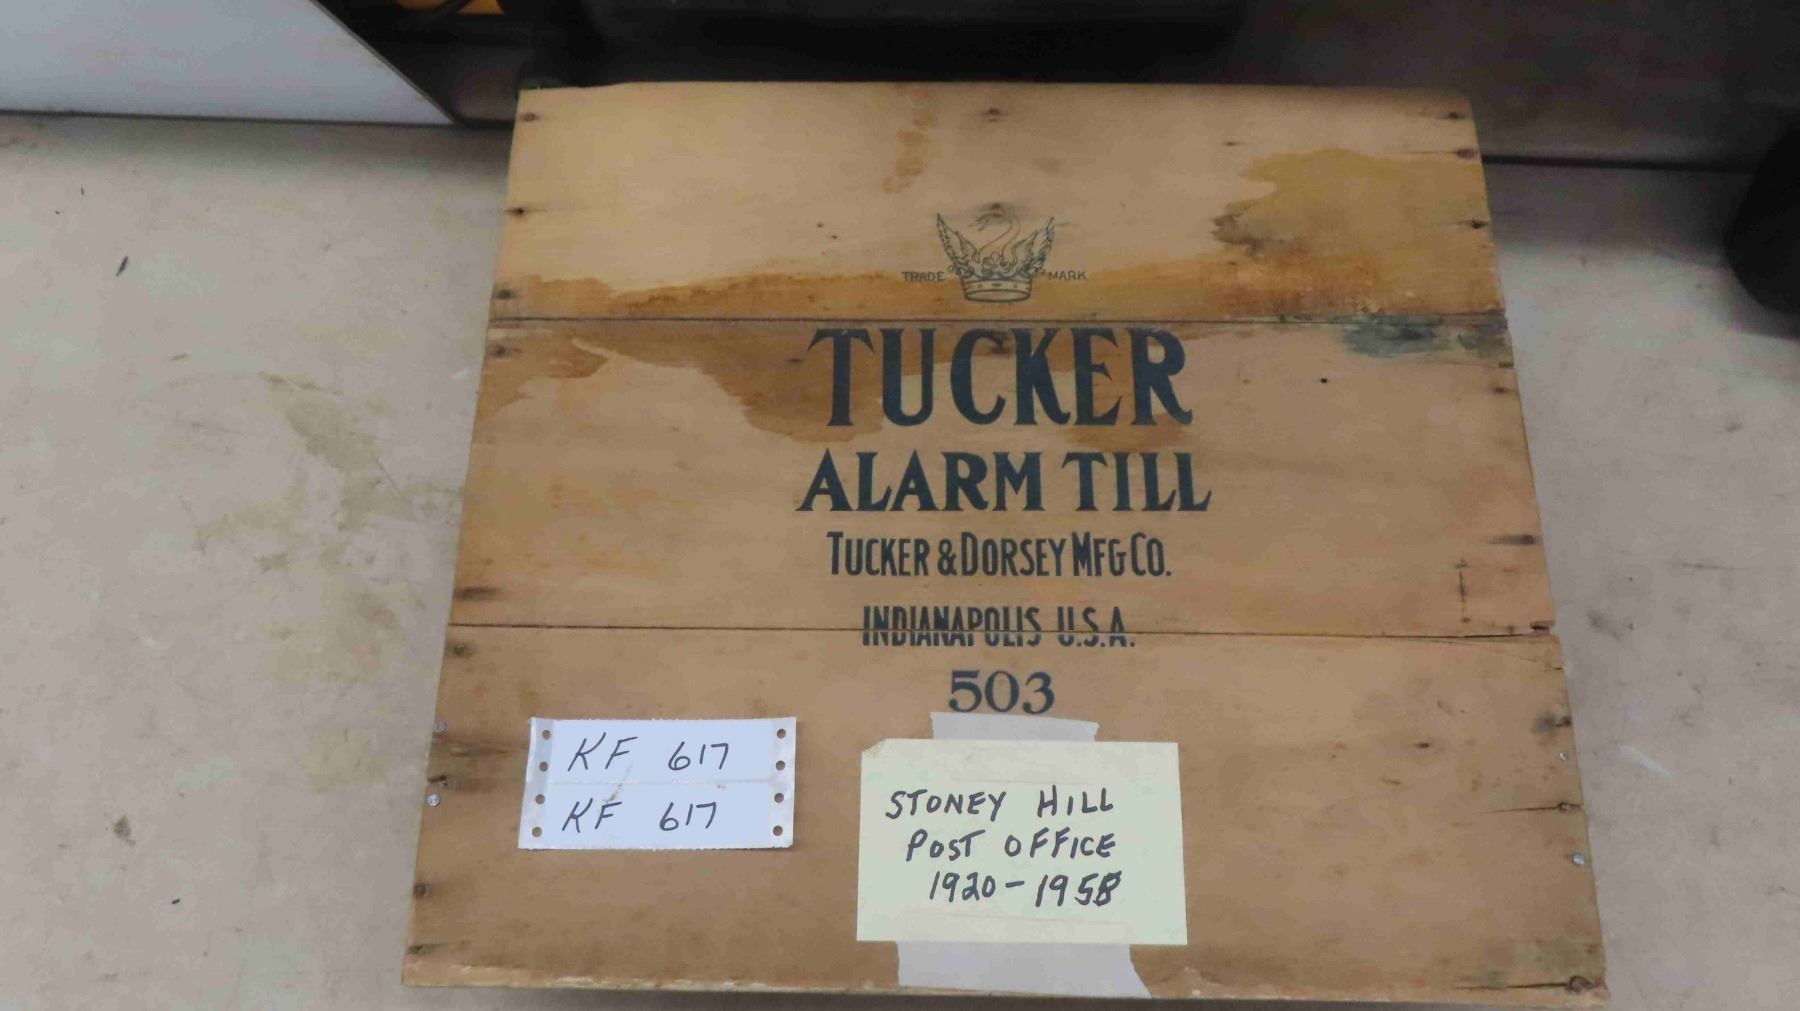 TRADE MARK
TUCKER
ALARM TILL
TUCKER & DORSEY MFG CO.
INDIANAPOLIS U.S.A.
503
KF 617
KF 617
STONEY HILL
POST OFFICE
1920-1958